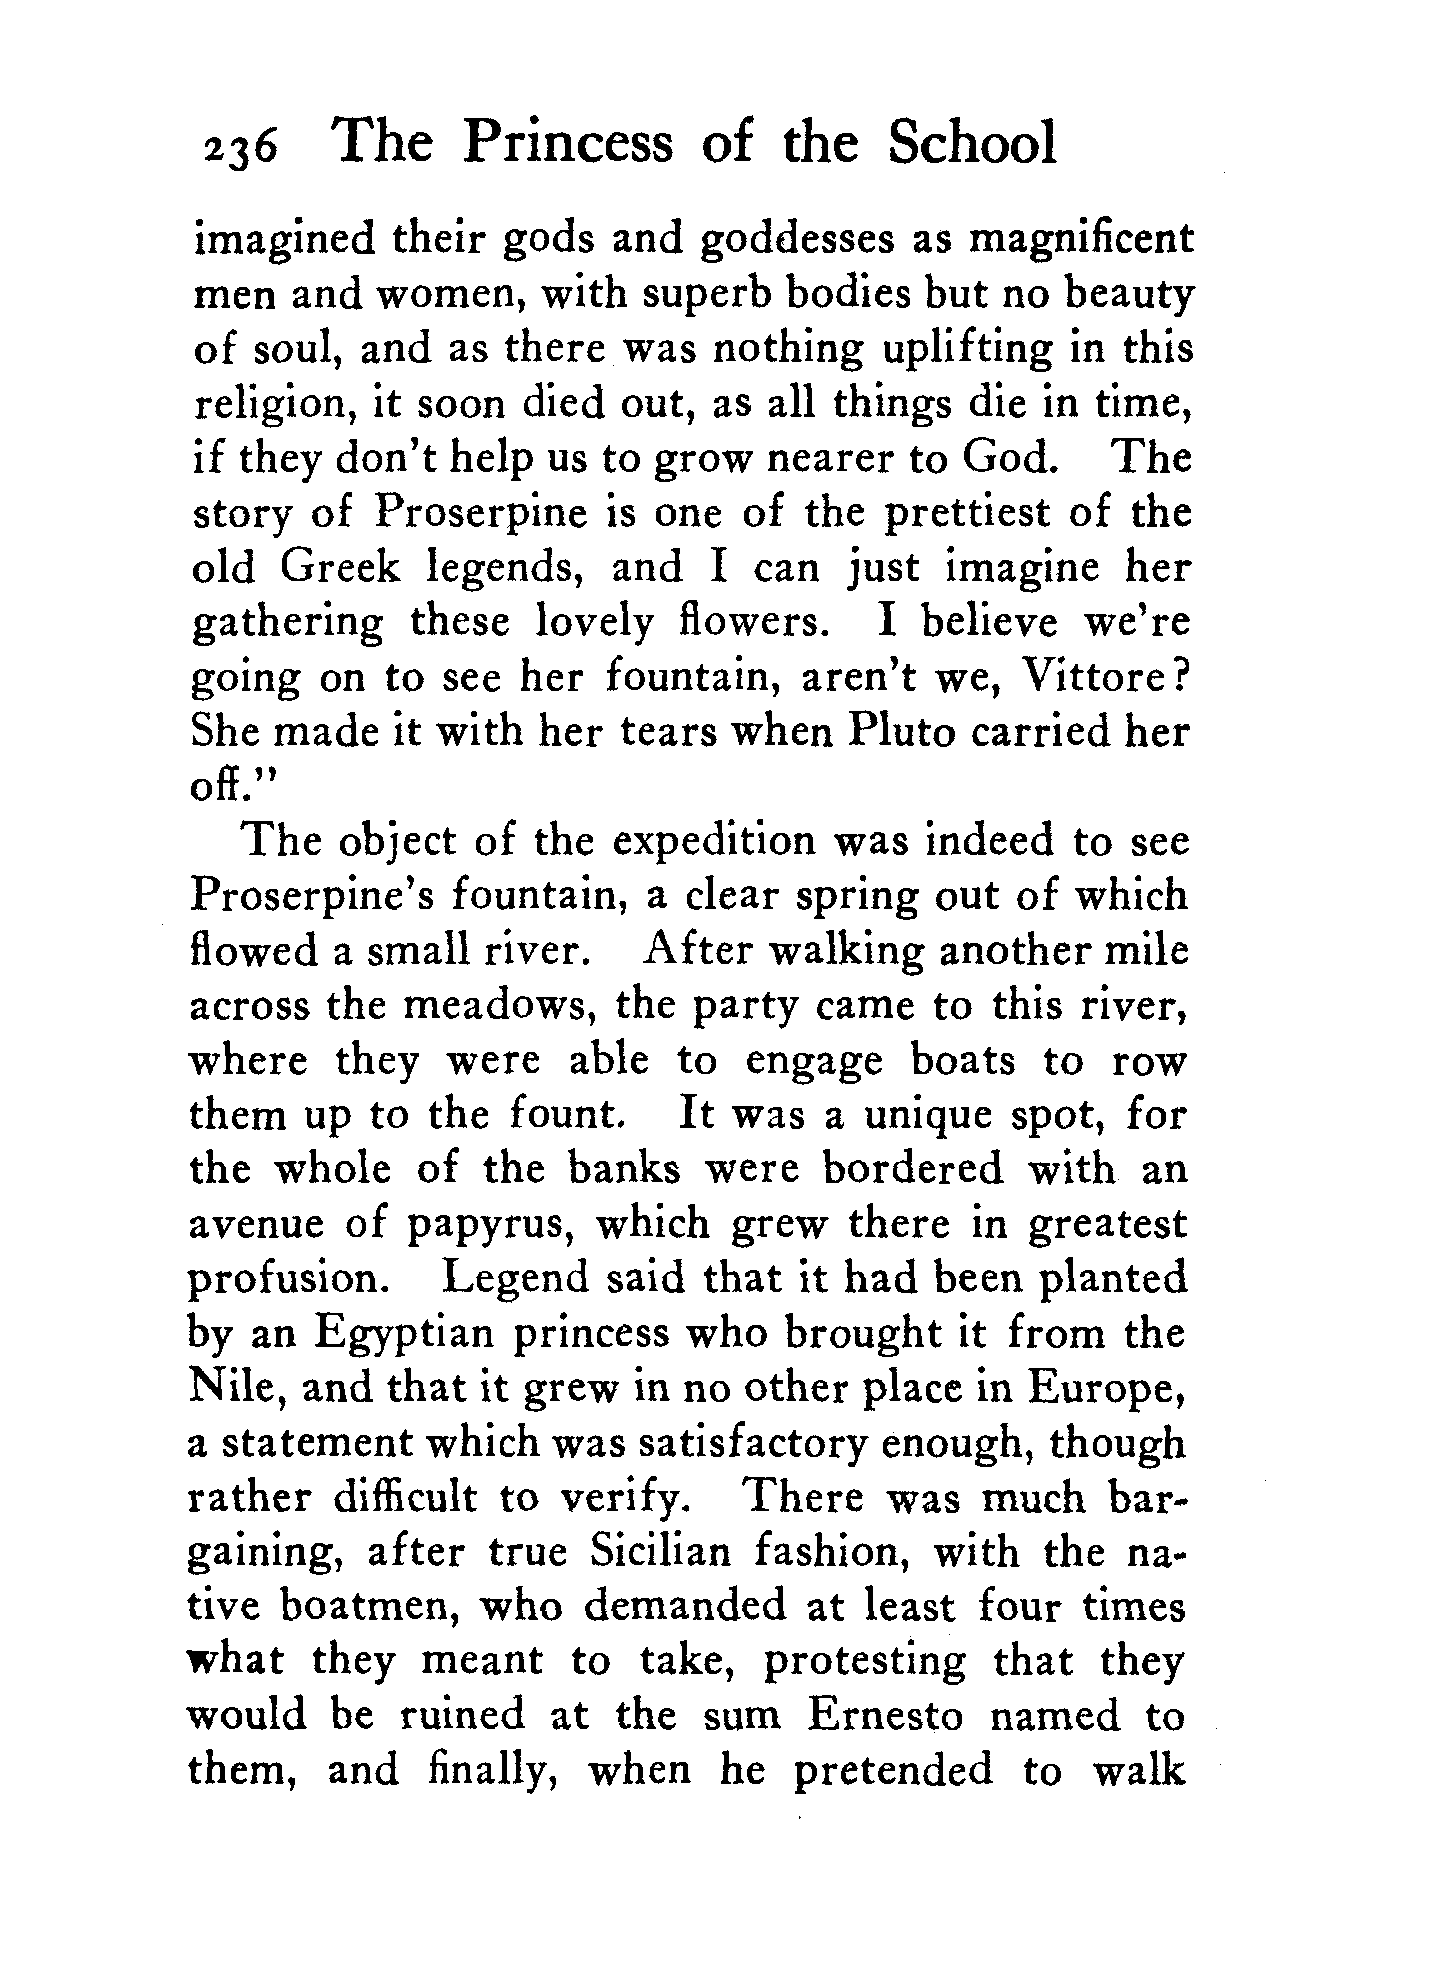 236 The Princess of the School
imagined their gods and goddesses as magnificent
men and women, with superb bodies but no beauty
of soul, and as there was nothing uplifting in this
religion, it soon died out, as all things die in time,
if they don't help us to grow nearer to God. The
story of Proserpine is one of the prettiest of the
old Greek legends, and I can just imagine her
gathering these lovely flowers. I believe we're
going on to see her fountain, aren't we, Vittore?
She made it with her tears when Pluto carried her
off."
The object of the expedition was indeed to see
Proserpine's fountain, a clear spring out of which
flowed a small river. After walking another mile
across the meadows, the party came to this river,
where they were able to engage boats to row
them up to the fount. It was a unique spot, for
the whole of the banks were bordered with an
avenue of papyrus, which grew there in greatest
profusion. Legend said that it had been planted
by an Egyptian princess who brought it from the
Nile, and that it grew in no other place in Europe,
a statement which was satisfactory enough, though
rather difficult to verify. There was much bar-
gaining, after true Sicilian fashion, with the na-
tive boatmen, who demanded at least four times
what they meant to take, protesting that they
would be ruined at the sum Ernesto named to
them, and finally, when he pretended to walk